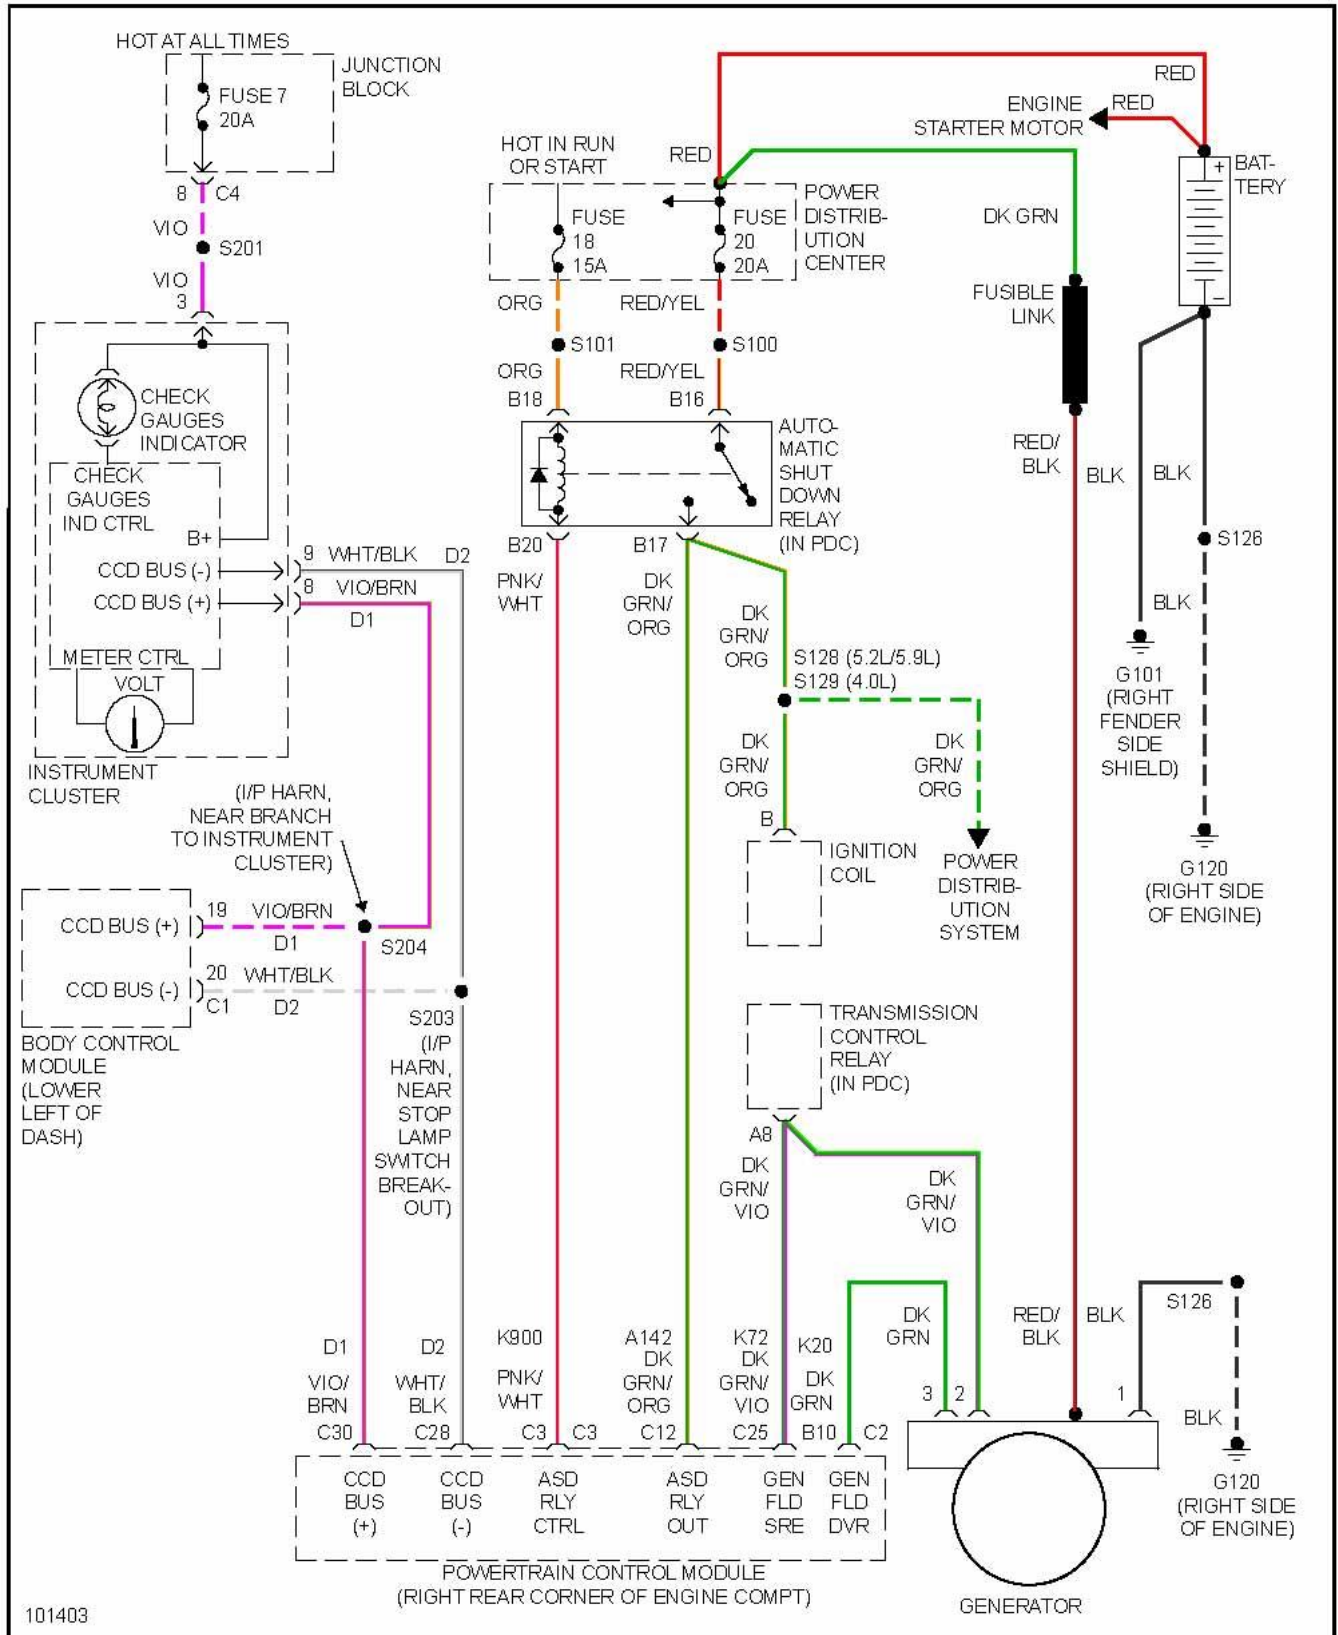 HOT AT ALL TIMES
JUNCTION
BLOCK
FUSE 7
20A
8
C4
VIO
S201
VIO
3
CHECK
GAUGES
INDICATOR
CHECK
GAUGES
IND CTRL
B+
CCD BUS (-)
CCD BUS (+)
9
WHT/BLK
D2
8
VIO/BRN
D1
METER CTRL
VOLT
INSTRUMENT
CLUSTER
(I/P HARN,
NEAR BRANCH
TO INSTRUMENT
CLUSTER)
CCD BUS (+)
19
VIO/BRN
D1
S204
CCD BUS (-)
20
WHT/BLK
C1
D2
BODY CONTROL
MODULE
(LOWER
LEFT OF
DASH)
S203
(I/P
HARN,
NEAR
STOP
LAMP
SWITCH
BREAK-
OUT)
HOT IN RUN
OR START
RED
FUSE
18
15A
FUSE
20
20A
POWER
DISTRIB-
UTION
CENTER
ORG
RED/YEL
S101
S100
ORG
RED/YEL
B18
B16
AUTO-
MATIC
SHUT
DOWN
RELAY
(IN PDC)
B20
B17
PNK/
WHT
DK
GRN/
ORG
DK
GRN/
ORG
S128 (5.2L/5.9L)
S129 (4.0L)
DK
GRN/
ORG
DK
GRN/
ORG
B
IGNITION
COIL
POWER
DISTRIB-
UTION
SYSTEM
RED
ENGINE
STARTER MOTOR
RED
BAT-
TERY
+
-
DK GRN
FUSIBLE
LINK
RED/
BLK
BLK
BLK
S126
BLK
G101
(RIGHT
FENDER
SIDE
SHIELD)
G120
(RIGHT SIDE
OF ENGINE)
TRANSMISSION
CONTROL
RELAY
(IN PDC)
A8
DK
GRN/
VIO
DK
GRN/
VIO
D1
VIO/
BRN
C30
D2
WHT/
BLK
C28
K900
PNK/
WHT
C3
C3
A142
DK
GRN/
ORG
C12
K72
DK
GRN/
VIO
C25
K20
DK
GRN
B10
C2
DK
GRN
3
2
RED/
BLK
BLK
1
S126
BLK
G120
(RIGHT SIDE
OF ENGINE)
CCD
BUS
(+)
CCD
BUS
(-)
ASD
RLY
CTRL
ASD
RLY
OUT
GEN
FLD
SRE
GEN
FLD
DVR
POWERTRAIN CONTROL MODULE
(RIGHT REAR CORNER OF ENGINE COMPT)
GENERATOR
101403